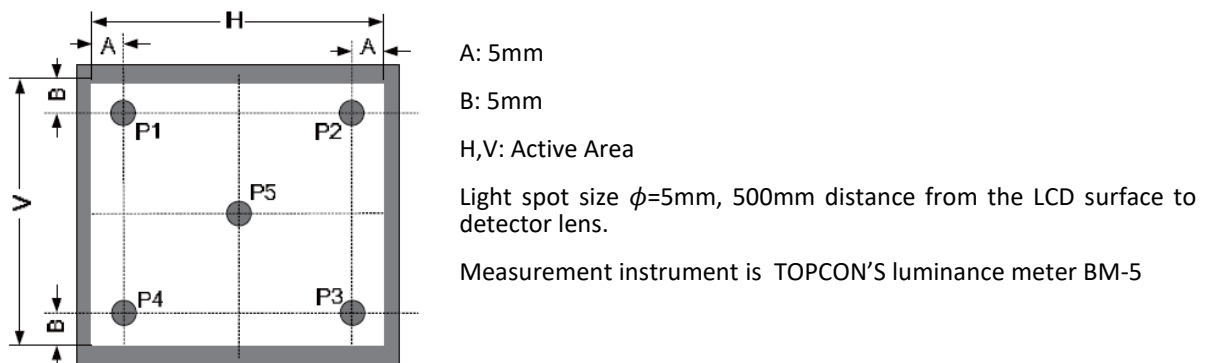 H
A
A
B
P1
P2
V
P5
P4
P3
B
A: 5mm
B: 5mm
H,V: Active Area
Light spot size ϕ=5mm, 500mm distance from the LCD surface to
detector lens.
Measurement instrument is TOPCON’S luminance meter BM-5